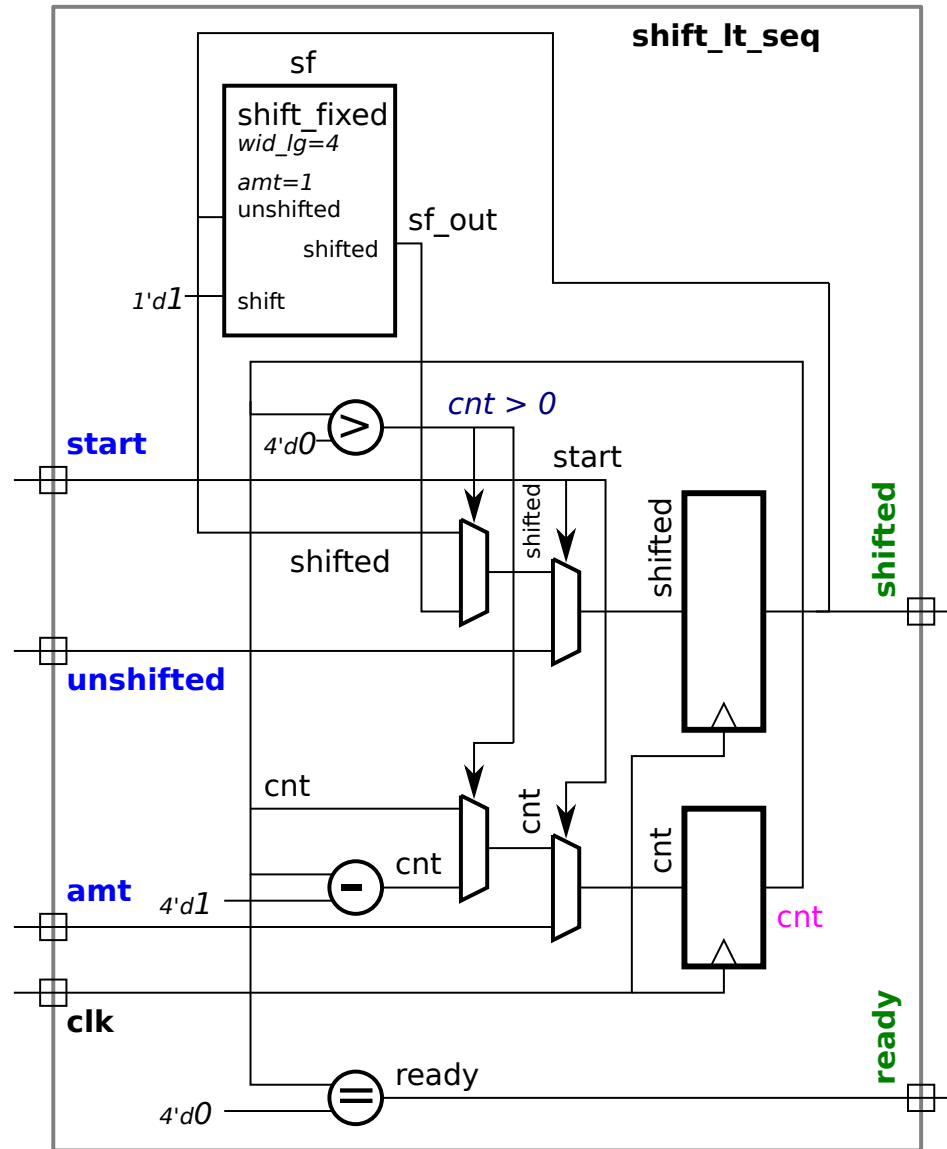 shift_lt_seq
sf
shift_fixed
wid_lg=4
amt=1
unshifted
sf_out
shifted
1'd1
shift
cnt > 0
>
4'd0
start
start
shifted
shifted
shifted
shifted
unshifted
cnt
cnt
cnt
cnt
-
amt
4'd1
cnt
clk
ready
ready
=
4'd0